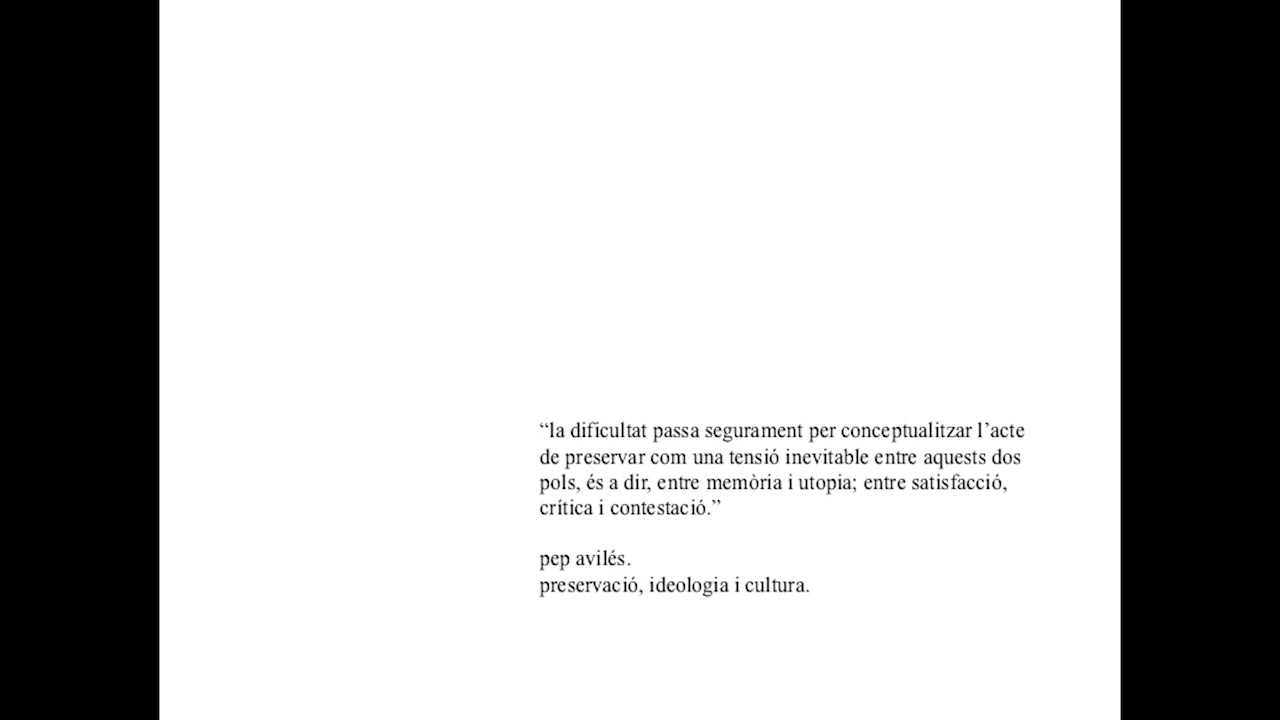 “la dificultat passa segurament per conceptualitzar l’acte
de preservar com una tensió inevitable entre aquests dos
pols, és a dir, entre memòria i utopia; entre satisfacció,
crítica i contestació.”
pep avilés.
preservació, ideologia i cultura.